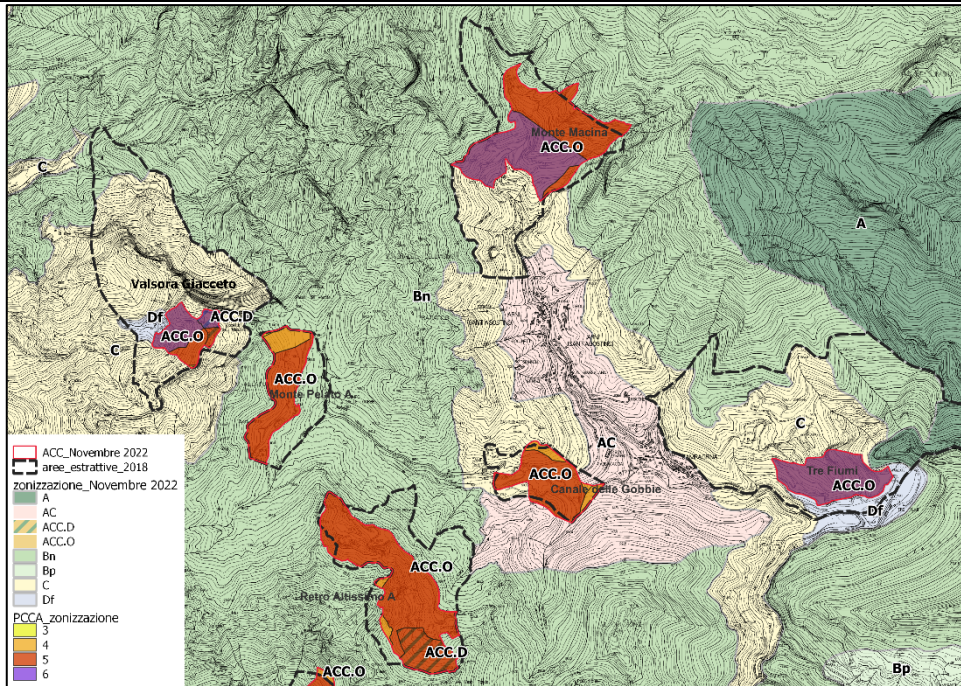 Monte Macina
ACC.O
C
A
Valsora Giacceto
Bn
C
Df
ACC.D
ACC.O
C
ACC.O
Monte Pelato A
AC
C
ACC.O
Canale delle Gobbie
Tre Fiumi
ACC.O
Df
ACC.O
Retro Altissimo A
ACC.D
ACC.O
Bp
ACC_Novembre 2022
aree_estrattive_2018
zonizzazione_Novembre 2022
A
AC
ACC.D
ACC.O
Bn
Bp
C
Df
PCCA_zonizzazione
3
4
5
6